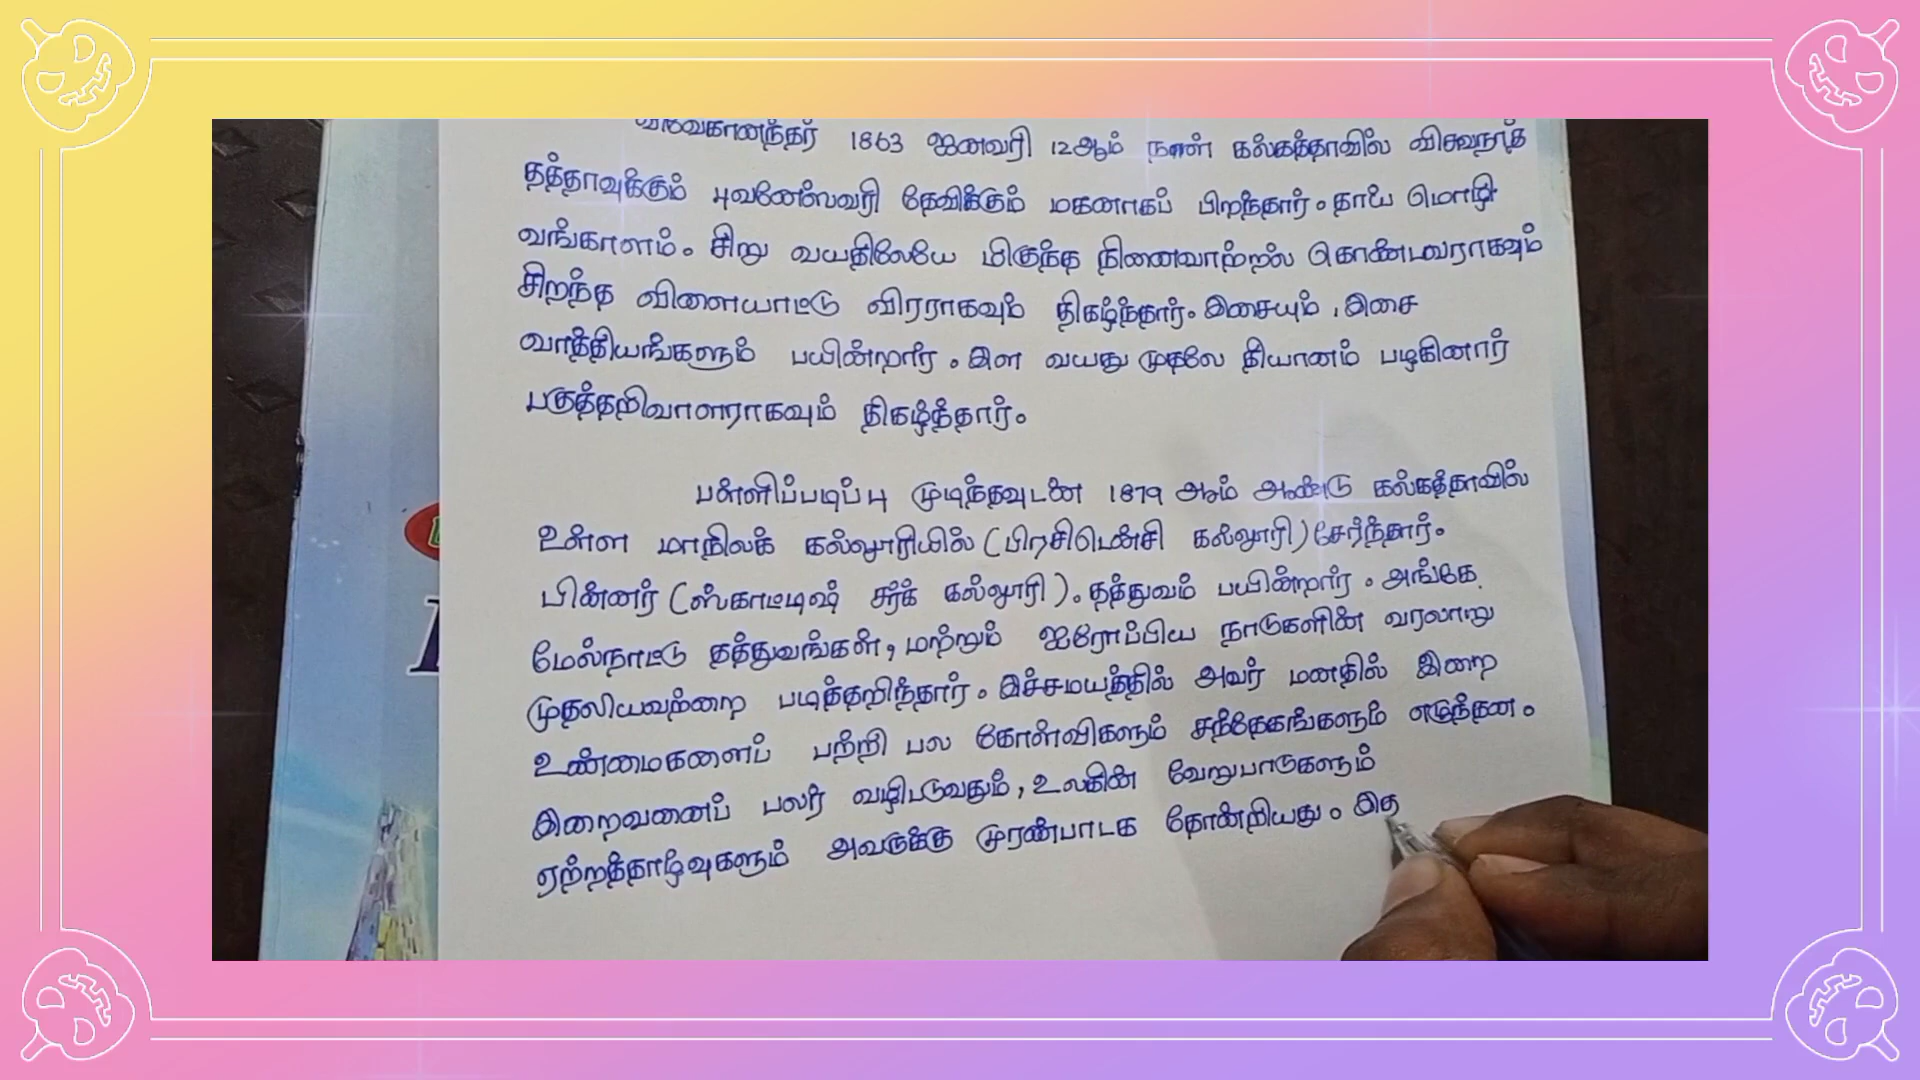 விவேகானந்தர் 1863 ஜனவரி 12ஆம் நாள் கல்கத்தாவில் விசுவநாத்
தத்தாவுக்கும் புவனேஸ்வரி தேவிக்கும் மகனாகப் பிறந்தார். தாய் மொழி
வங்காளம். சிறு வயதிலேயே மிகுந்த நினைவாற்றல் கொண்டவராகவும்
சிறந்த விளையாட்டு விரராகவும் திகழ்ந்தார். இசையும், இசை
வாத்தியங்களும் பயின்றார். இள வயது முதலே தியானம் பழகினார்
பகுத்தறிவாளராகவும் திகழ்ந்தார்.
பள்ளிப்படிப்பு முடிந்தவுடன் 1879 ஆம் ஆண்டு கல்கத்தாவில்
உள்ள மாநிலக் கல்லூரியில் (பிரசிடென்சி கல்லூரி) சேர்ந்தார்.
பின்னர் (ஸ்காட்டிஷ் சர்ச் கல்லூரி). தத்துவம் பயின்றார். அங்கே
மேல்நாட்டு தத்துவங்கள், மற்றும் ஐரோப்பிய நாடுகளின் வரலாறு
முதலியவற்றை படித்தறிந்தார். இச்சமயத்தில் அவர் மனதில் இறை
உண்மைகளைப் பற்றி பல கேள்விகளும் சந்தேகங்களும் எழுந்தன.
இறைவனைப் பலர் வழிபடுவதும், உலகின் வேறுபாடுகளும்
ஏற்றத்தாழ்வுகளும் அவருக்கு முரண்பாடாக தோன்றியது. இத